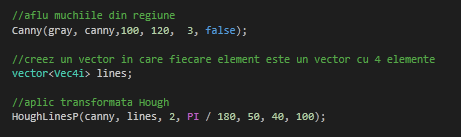 //aflu muchiile din regiune
Canny(gray, canny,100, 120,  3, false);
//creez un vector in care fiecare element este un vector cu 4 elemente
vector<Vec4i> lines;
//aplic transformata Hough
HoughLinesP(canny, lines, 2, PI / 180, 50, 40, 100);